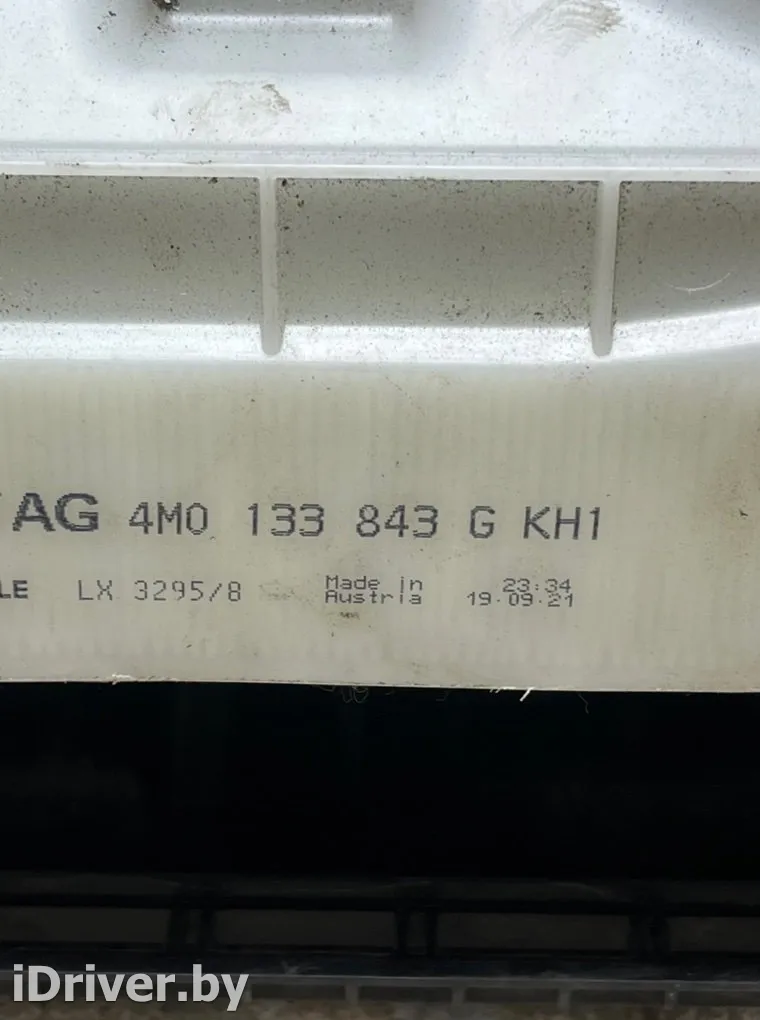 AG 4M0 133 843 G KH1
LE LX 3295/8 Made in 23:34
Austria 19.09.21
iDriver.by